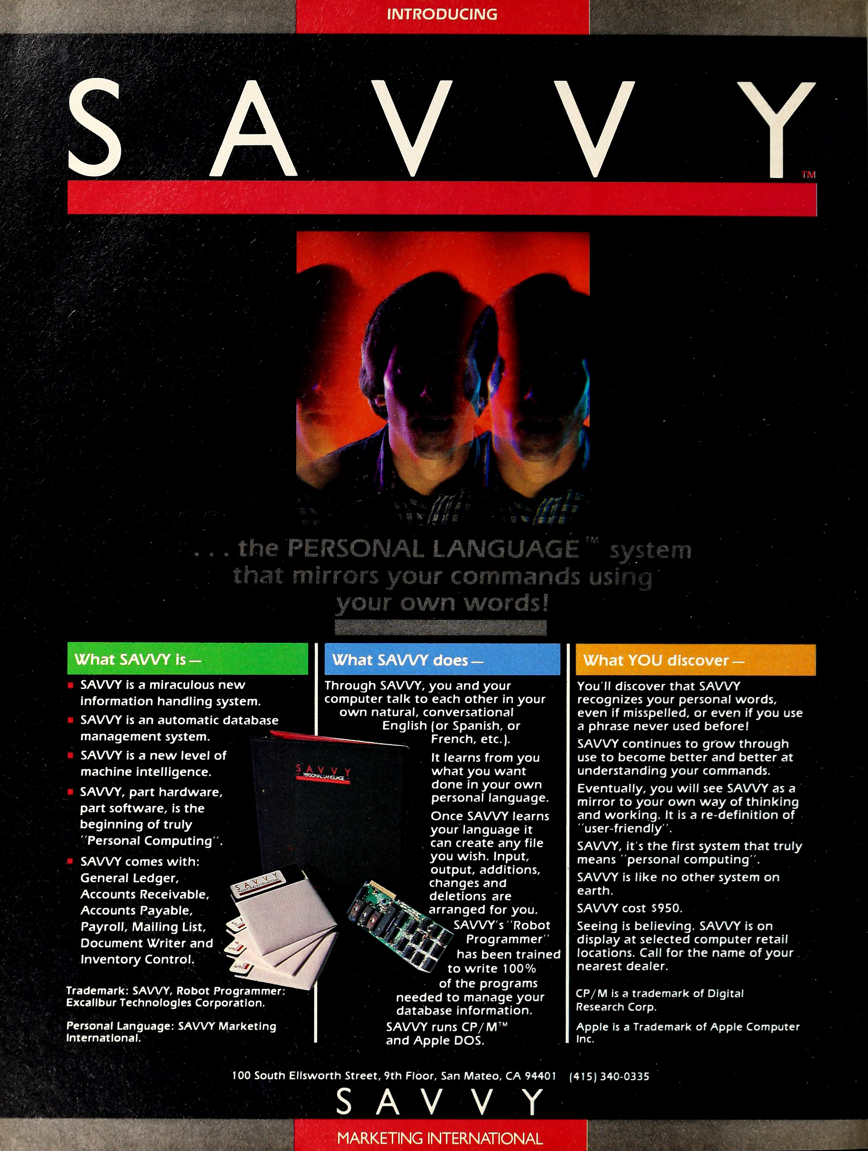 INTRODUCING
S A V V Y
TM
. . . the PERSONAL LANGUAGE™ system
that mirrors your commands using
your own words!
What SAVVY is —
SAVVY is a miraculous new
information handling system.
SAVVY is an automatic database
management system.
SAVVY is a new level of
machine intelligence.
SAVVY, part hardware,
part software, is the
beginning of truly
"Personal Computing".
SAVVY comes with:
General Ledger,
Accounts Receivable,
Accounts Payable,
Payroll, Mailing List,
Document Writer and
Inventory Control.
Trademark: SAVVY, Robot Programmer:
Excalibur Technologies Corporation.
Personal Language: SAVVY Marketing
International.
What SAVVY does —
Through SAVVY, you and your
computer talk to each other in your
own natural, conversational
English (or Spanish, or
French, etc.).
It learns from you
what you want
done in your own
personal language.
Once SAVVY learns
your language it
can create any file
you wish. Input,
output, additions,
changes and
deletions are
arranged for you.
SAVVY's "Robot
Programmer"
has been trained
to write 100%
of the programs
needed to manage your
database information.
SAVVY runs CP/M™
and Apple DOS.
SAVVY
PERSONAL LANGUAGE
SAVVY
What YOU discover —
You'll discover that SAVVY
recognizes your personal words,
even if misspelled, or even if you use
a phrase never used before!
SAVVY continues to grow through
use to become better and better at
understanding your commands.
Eventually, you will see SAVVY as a
mirror to your own way of thinking
and working. It is a re-definition of
"user-friendly".
SAVVY, it's the first system that truly
means "personal computing".
SAVVY is like no other system on
earth.
SAVVY cost $950.
Seeing is believing. SAVVY is on
display at selected computer retail
locations. Call for the name of your
nearest dealer.
CP/M is a trademark of Digital
Research Corp.
Apple is a Trademark of Apple Computer
Inc.
100 South Ellsworth Street, 9th Floor, San Mateo, CA 94401 (415) 340-0335
S A V V Y
MARKETING INTERNATIONAL